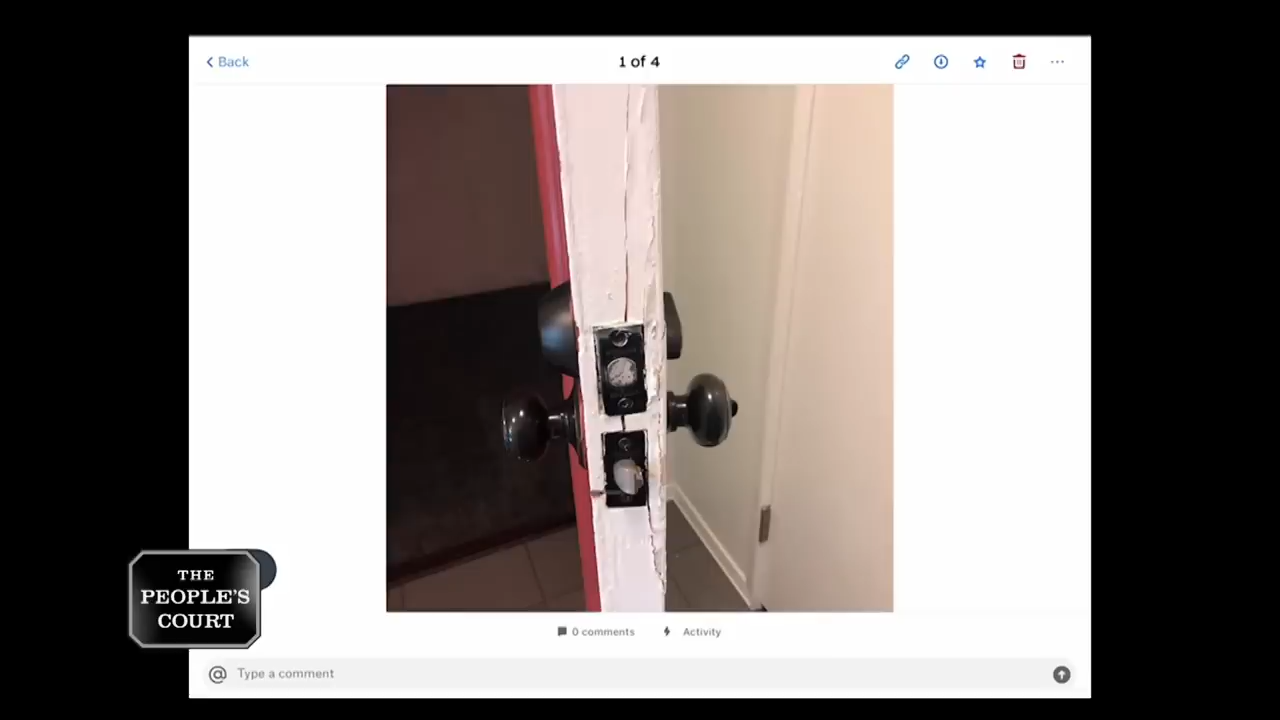 Back
1 of 4
0 comments
Activity
Type a comment
THE
PEOPLE'S
COURT